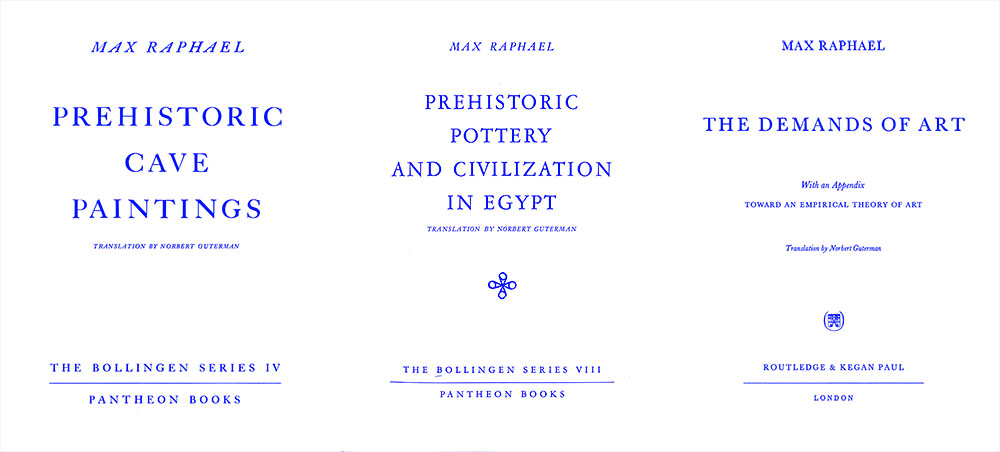 MAX RAPHAEL
PREHISTORIC
CAVE
PAINTINGS
TRANSLATION BY NORBERT GUTERMAN
THE BOLLINGEN SERIES IV
PANTHEON BOOKS
MAX RAPHAEL
PREHISTORIC
POTTERY
AND CIVILIZATION
IN EGYPT
TRANSLATION BY NORBERT GUTERMAN
THE BOLLINGEN SERIES VIII
PANTHEON BOOKS
MAX RAPHAEL
THE DEMANDS OF ART
With an Appendix
TOWARD AN EMPIRICAL THEORY OF ART
Translation by Norbert Guterman
ROUTLEDGE & KEGAN PAUL
LONDON